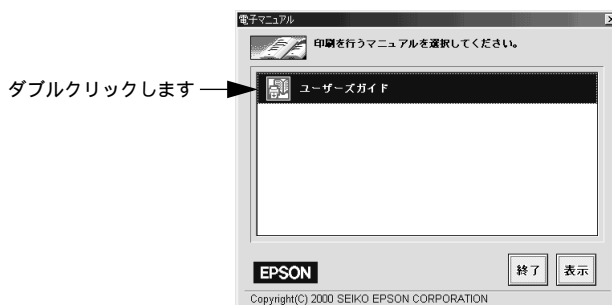 電子マニュアル
印刷を行うマニュアルを選択してください。
ダブルクリックします
ユーザーズガイド
EPSON
終了
表示
Copyright(C) 2000 SEIKO EPSON CORPORATION